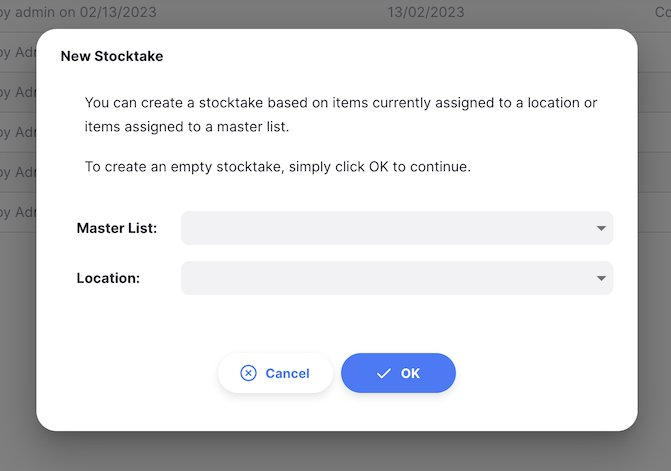 by admin on 02/13/2023 13/02/2023 Co
by Adr
New Stocktake
You can create a stocktake based on items currently assigned to a location or
items assigned to a master list.
by Adr
To create an empty stocktake, simply click OK to continue.
by Adr
by Adr
by Adr
Master List:
Location:
Cancel OK